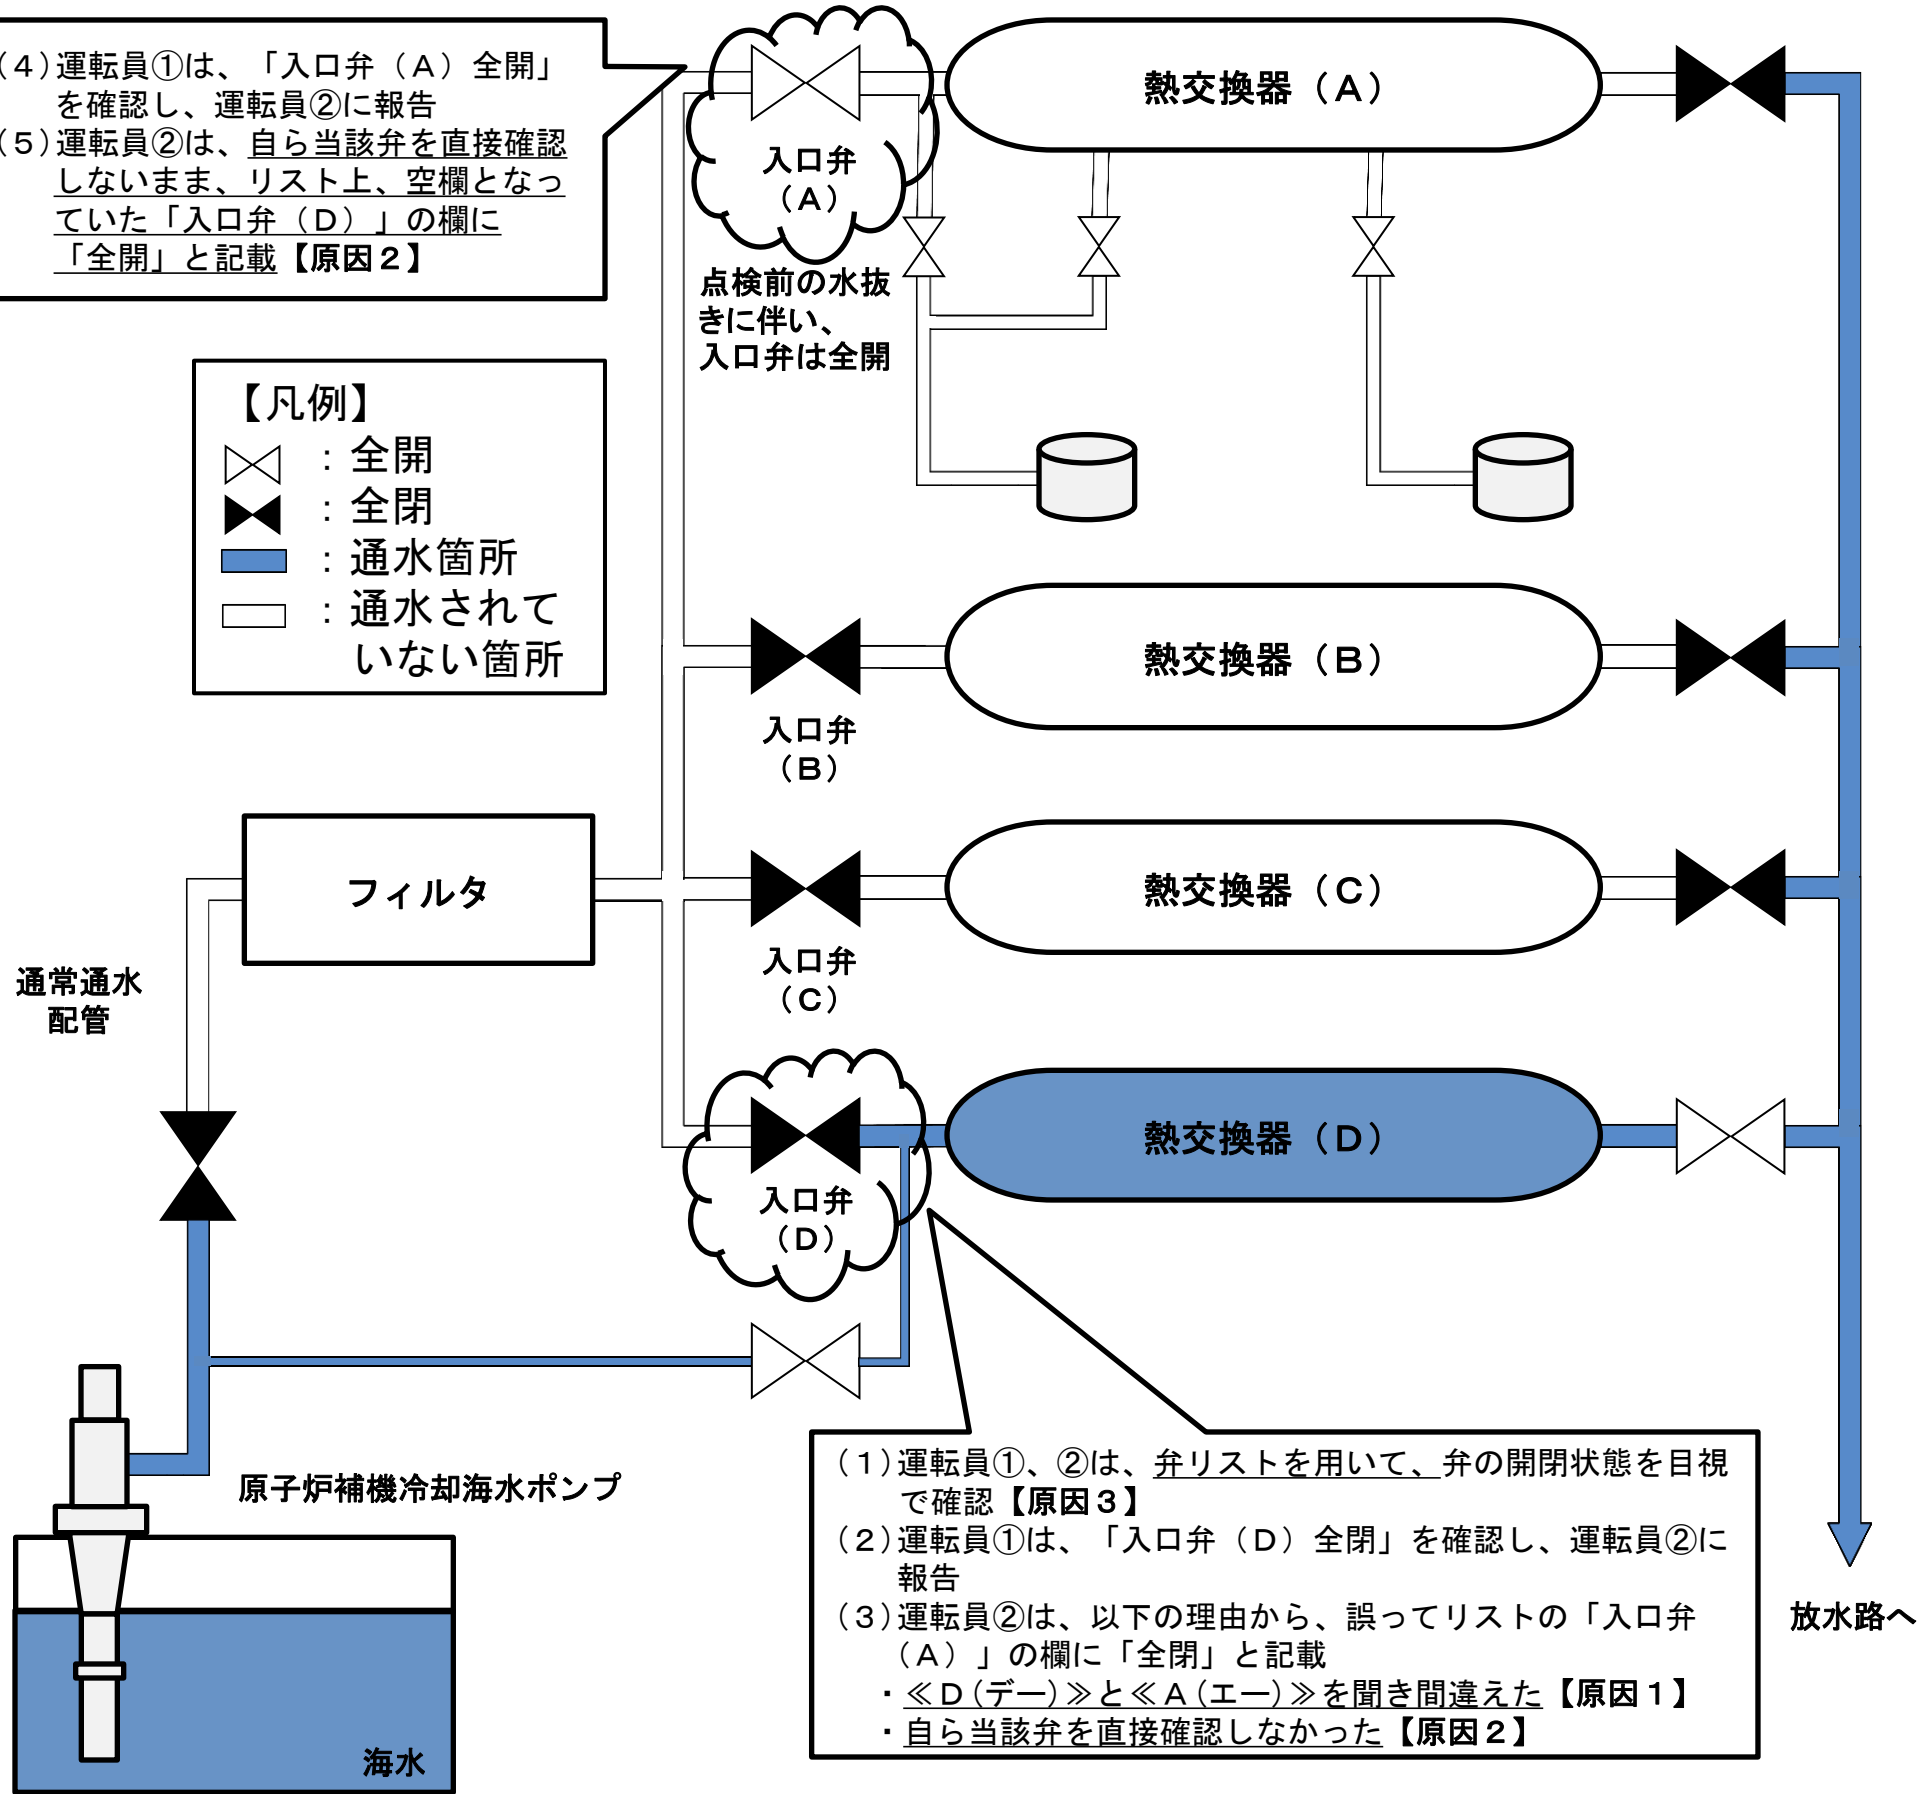 （４）運転員①は、「入口弁（Ａ）全開」
を確認し、運転員②に報告
（５）運転員②は、自ら当該弁を直接確認
しないまま、リスト上、空欄となっ
ていた「入口弁（Ｄ）」の欄に
「全開」と記載【原因２】
入口弁
（Ａ）
点検前の水抜
きに伴い、
入口弁は全開
熱交換器（Ａ）
【凡例】
：全開
：全閉
：通水箇所
：通水されて
いない箇所
熱交換器（Ｂ）
入口弁
（Ｂ）
フィルタ
熱交換器（Ｃ）
入口弁
（Ｃ）
通常通水
配管
熱交換器（Ｄ）
入口弁
（Ｄ）
原子炉補機冷却海水ポンプ
海水
（１）運転員①、②は、弁リストを用いて、弁の開閉状態を目視
で確認【原因３】
（２）運転員①は、「入口弁（Ｄ）全閉」を確認し、運転員②に
報告
（３）運転員②は、以下の理由から、誤ってリストの「入口弁
（Ａ）」の欄に「全閉」と記載
・≪Ｄ(デー)≫と≪Ａ(エー)≫を聞き間違えた【原因１】
・自ら当該弁を直接確認しなかった【原因２】
放水路へ